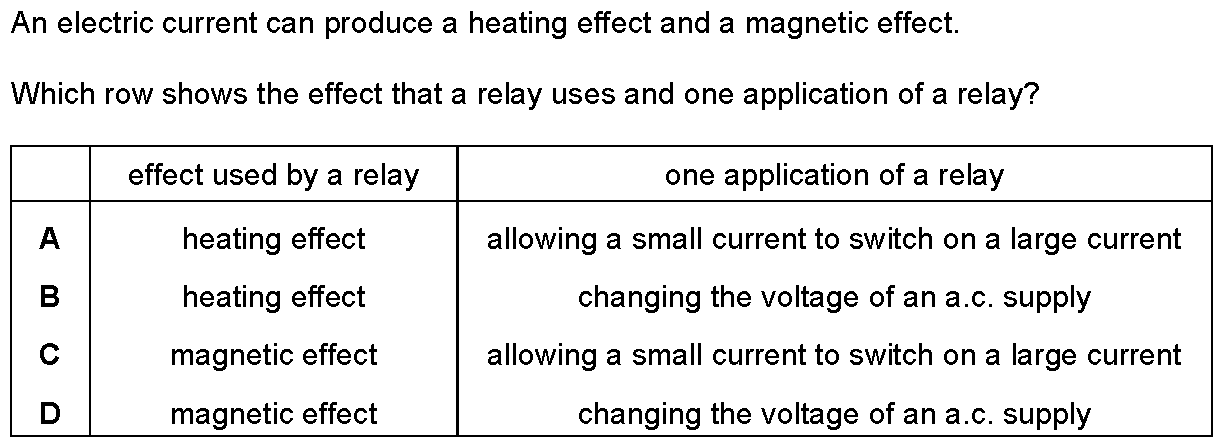 An electric current can produce a heating effect and a magnetic effect.
Which row shows the effect that a relay uses and one application of a relay?
effect used by a relay one application of a relay
A heating effect allowing a small current to switch on a large current
B heating effect changing the voltage of an a.c. supply
C magnetic effect allowing a small current to switch on a large current
D magnetic effect changing the voltage of an a.c. supply